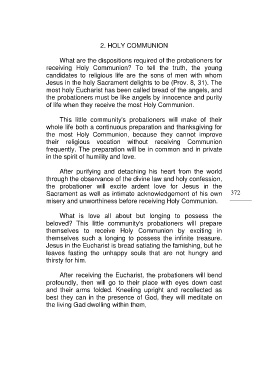 2. HOLY COMMUNION
What are the dispositions required of the probationers for
receiving Holy Communion? To tell the truth, the young
candidates to religious life are the sons of men with whom
Jesus in the holy Sacrament delights to be (Prov. 8, 31). The
most holy Eucharist has been called bread of the angels, and
the probationers must be like angels by innocence and purity
of life when they receive the most Holy Communion.
This little community's probationers will make of their
whole life both a continuous preparation and thanksgiving for
the most Holy Communion, because they cannot improve
their religious vocation without receiving Communion
frequently. The preparation will be in common and in private
in the spirit of humility and love.
After purifying and detaching his heart from the world
through the observance of the divine law and holy confession,
the probationer will excite ardent love for Jesus in the
Sacrament as well as intimate acknowledgement of his own
misery and unworthiness before receiving Holy Communion.
372
What is love all about but longing to possess the
beloved? This little community's probationers will prepare
themselves to receive Holy Communion by exciting in
themselves such a longing to possess the infinite treasure.
Jesus in the Eucharist is bread satiating the famishing, but he
leaves fasting the unhappy souls that are not hungry and
thirsty for him.
After receiving the Eucharist, the probationers will bend
profoundly, then will go to their place with eyes down cast
and their arms folded. Kneeling upright and recollected as
best they can in the presence of God, they will meditate on
the living God dwelling within them.